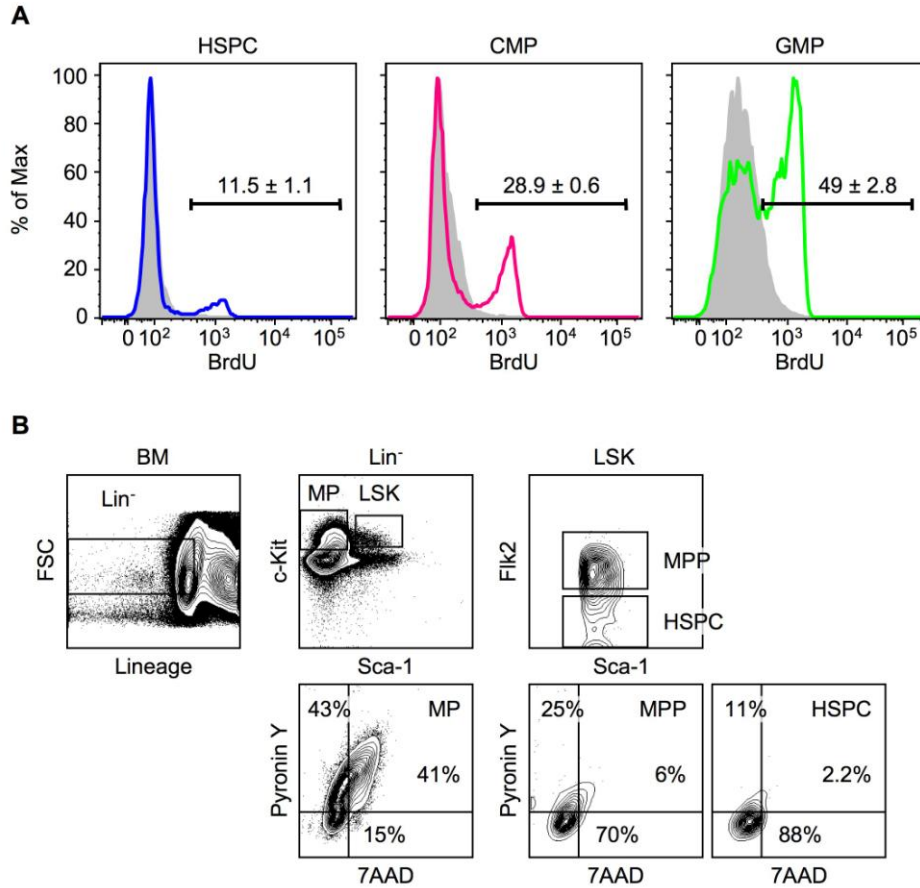 A
HSPC CMP GMP
% of Max
100
80
60
40
20
0
11.5 ± 1.1 28.9 ± 0.6 49 ± 2.8
0 10² 10³ 10⁴ 10⁵ 0 10² 10³ 10⁴ 10⁵ 0 10² 10³ 10⁴ 10⁵
BrdU BrdU BrdU
B
BM Lin⁻ LSK
FSC
Lin⁻
Lineage
c-Kit
MP LSK
Sca-1
Flk2
MPP
HSPC
Sca-1
Pyronin Y
43% MP
41%
15%
7AAD
Pyronin Y
25% MPP
6%
70%
7AAD
11% HSPC
2.2%
88%
7AAD